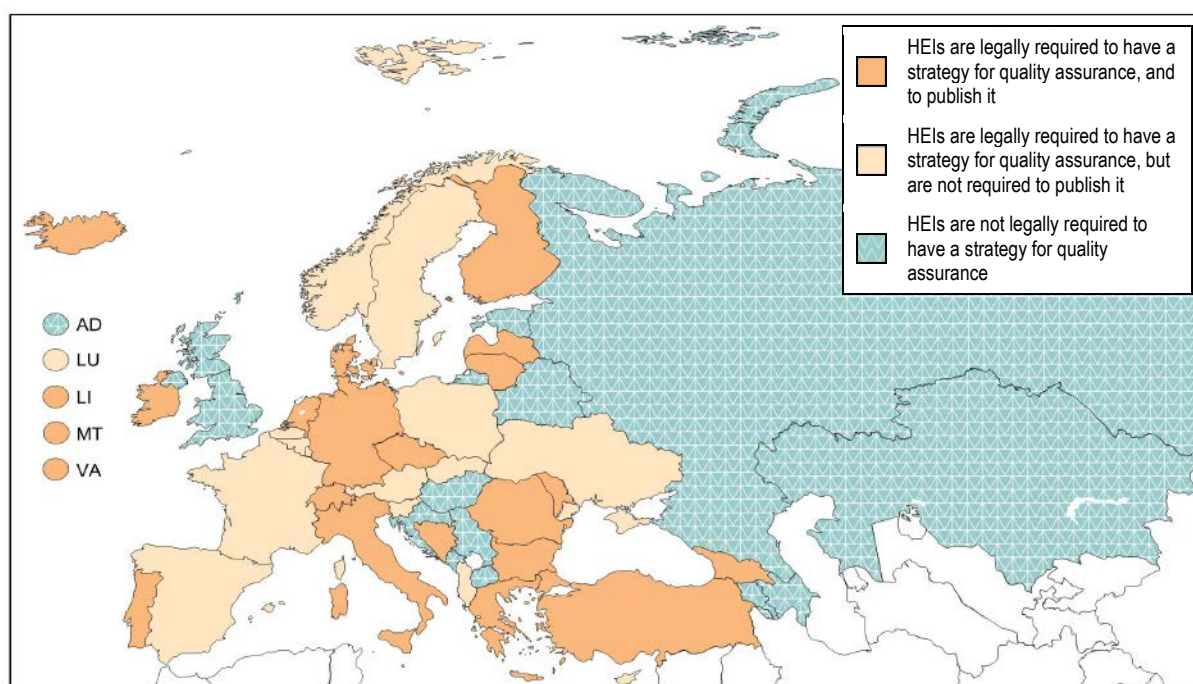 HEIs are legally required to have a
strategy for quality assurance, and
to publish it
HEIs are legally required to have a
strategy for quality assurance, but
are not required to publish it
HEIs are not legally required to
have a strategy for quality
assurance
AD
LU
LI
MT
VA